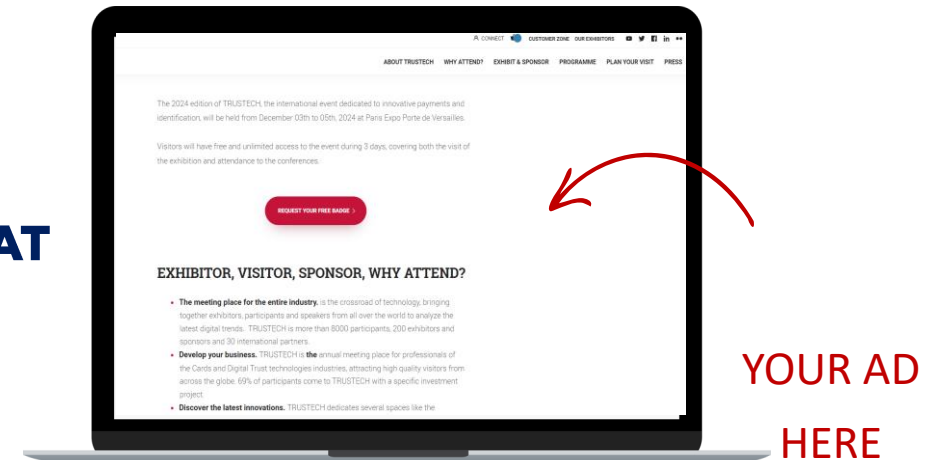 CONNECT CUSTOMER ZONE OUR EXHIBITORS
ABOUT TRUSTECH WHY ATTEND? EXHIBIT & SPONSOR PROGRAMME PLAN YOUR VISIT PRESS
The 2024 edition of TRUSTECH, the international event dedicated to innovative payments and
identification, will be held from December 03th to 05th, 2024 at Paris Expo Porte de Versailles.
Visitors will have free and unlimited access to the event during 3 days, covering both the visit of
the exhibition and attendance to the conferences.
REQUEST YOUR FREE BADGE >
AT
EXHIBITOR, VISITOR, SPONSOR, WHY ATTEND?
• The meeting place for the entire industry. is the crossroad of technology, bringing
together exhibitors, participants and speakers from all over the world to analyze the
latest digital trends. TRUSTECH is more than 8000 participants, 200 exhibitors and
sponsors and 30 international partners.
• Develop your business. TRUSTECH is the annual meeting place for professionals of
the Cards and Digital Trust technologies industries, attracting high quality visitors from
across the globe. 69% of participants come to TRUSTECH with a specific investment
project.
• Discover the latest innovations. TRUSTECH dedicates several spaces like the
YOUR AD
HERE